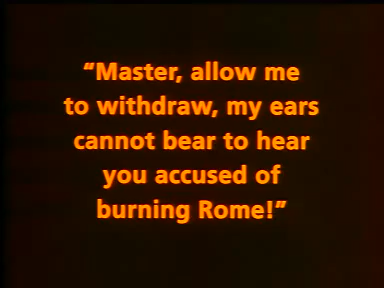 “Master, allow me
to withdraw, my ears
cannot bear to hear
you accused of
burning Rome!”